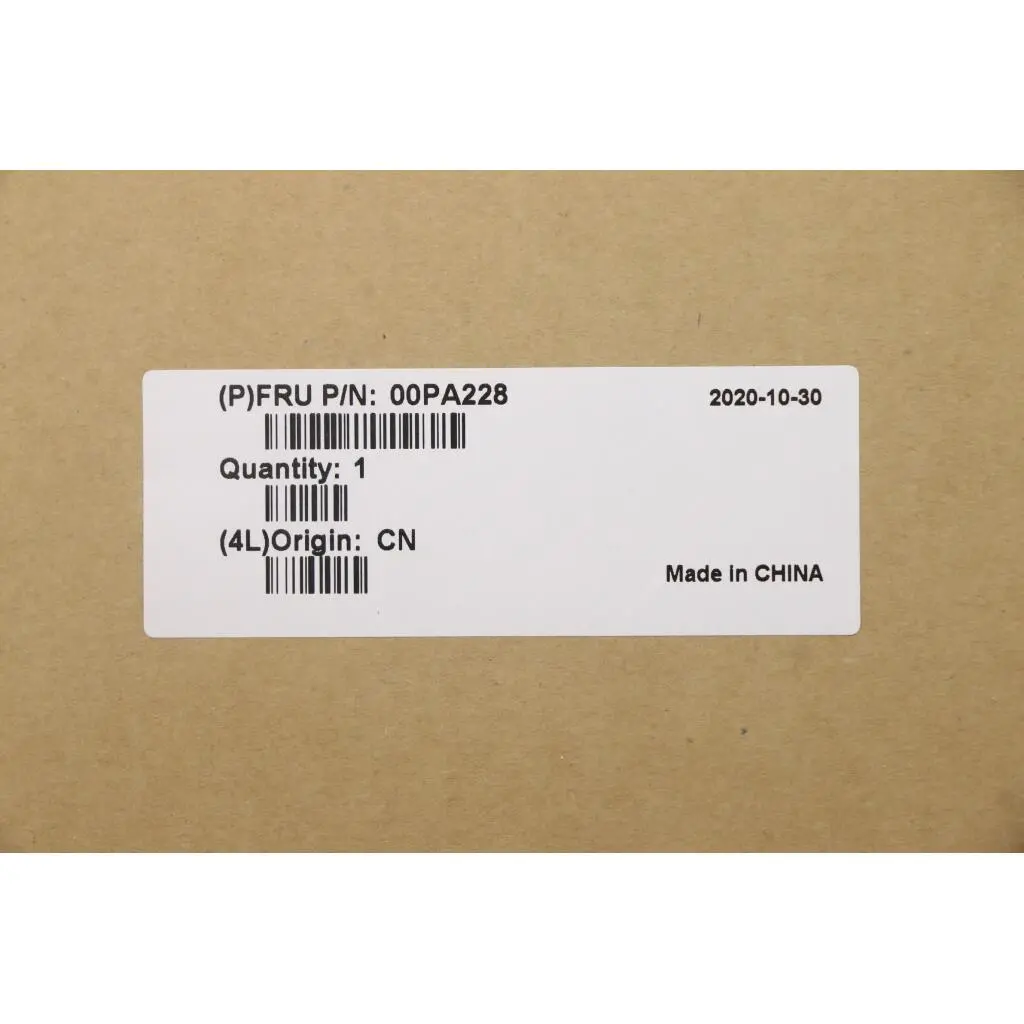 (P)FRU P/N: 00PA228
2020-10-30
Quantity: 1
(4L)Origin: CN
Made in CHINA